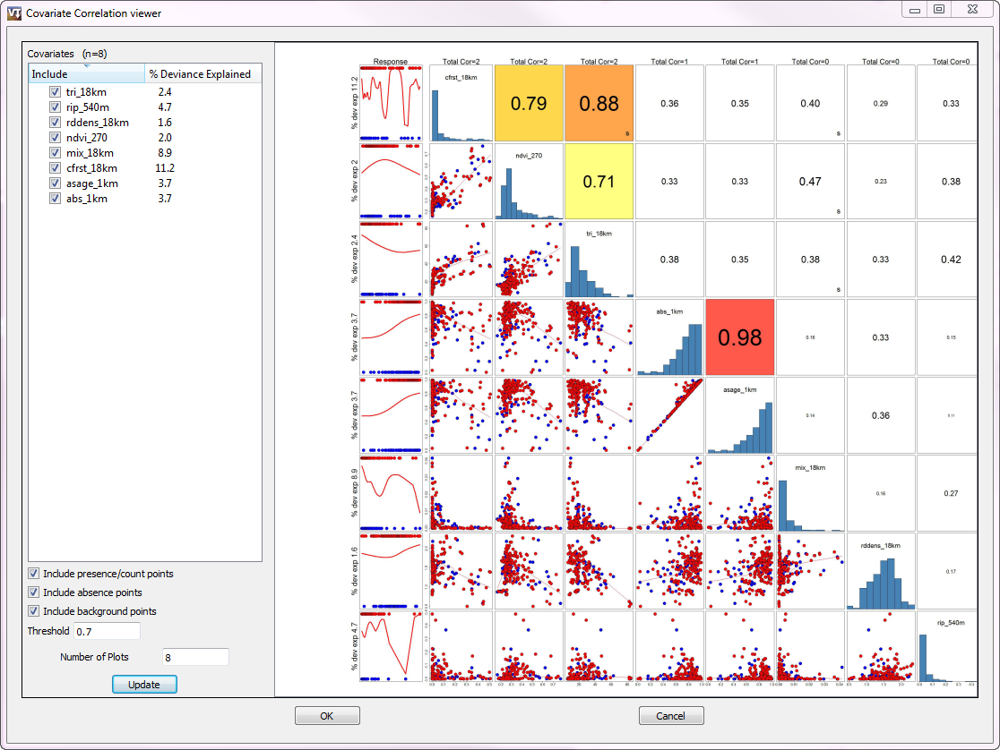 Covariate Correlation viewer
Covariates (n=8)
Include % Deviance Explained
tri_18km 2.4
rip_540m 4.7
rddens_18km 1.6
ndvi_270 2.0
mix_18km 8.9
cfrst_18km 11.2
asage_1km 3.7
abs_1km 3.7
Include presence/count points
Include absence points
Include background points
Threshold 0.7
Number of Plots 8
Update
Response Total Cor=2 Total Cor=2 Total Cor=2 Total Cor=1 Total Cor=1 Total Cor=0 Total Cor=0 Total Cor=0
% dev exp 11.2
cfrst_18km
0.79 0.88 0.36 0.35 0.40 0.29 0.33
s s
% dev exp 2
ndvi_270
0.71 0.33 0.33 0.47 0.23 0.38
s
% dev exp 2.4
tri_18km
0.38 0.35 0.38 0.33 0.42
s
% dev exp 3.7
abs_1km
0.98 0.16 0.33 0.15
% dev exp 3.7
asage_1km
0.14 0.36 0.11
% dev exp 8.9
mix_18km
0.16 0.27
% dev exp 1.6
rddens_18km
0.17
% dev exp 4.7
rip_540m
OK
Cancel